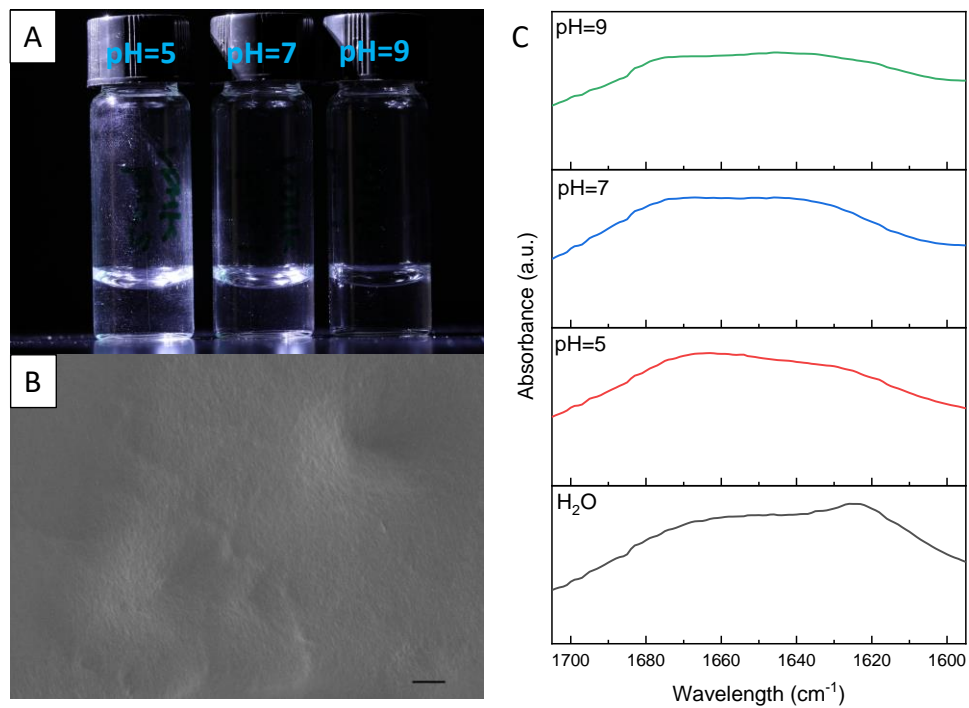 A
pH=5 pH=7 pH=9
B
C
pH=9
pH=7
pH=5
H₂O
Absorbance (a.u.)
1700 1680 1660 1640 1620 1600
Wavelength (cm⁻¹)